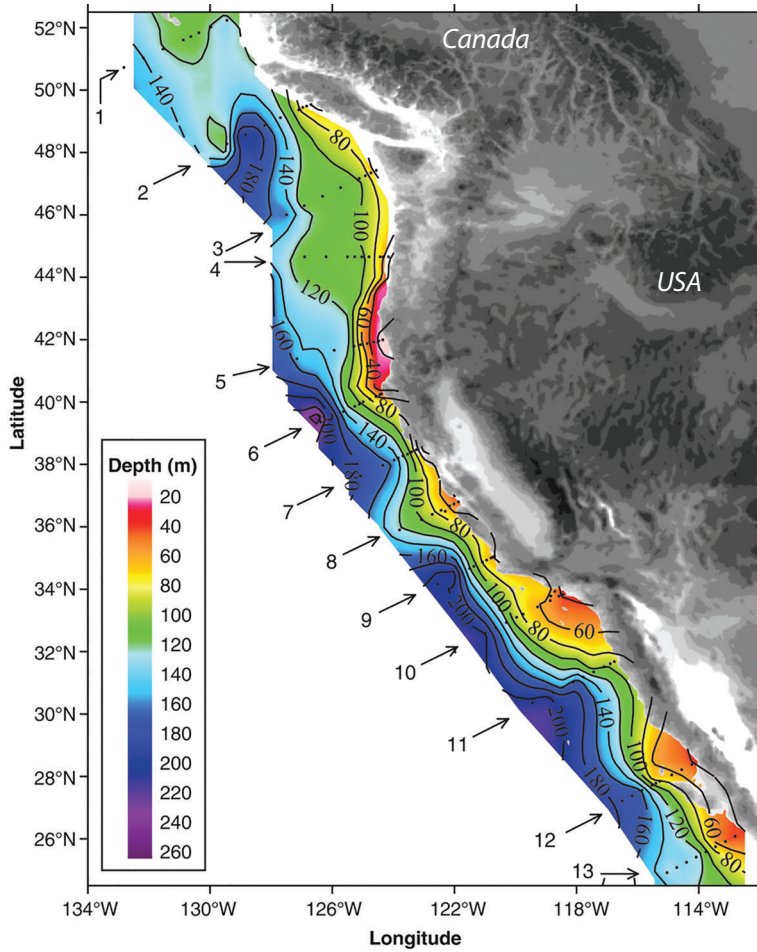 52°N
50°N
48°N
46°N
44°N
42°N
40°N
38°N
36°N
34°N
32°N
30°N
28°N
26°N
Latitude
134°W
130°W
126°W
122°W
118°W
114°W
Longitude
Canada
USA
Depth (m)
20
40
60
80
100
120
140
160
180
200
220
240
260
1
2
3
4
5
6
7
8
9
10
11
12
13
140
180
140
80
100
120
160
60
40
80
200
140
180
100
80
160
200
100
80
60
200
140
180
100
160
120
60
80